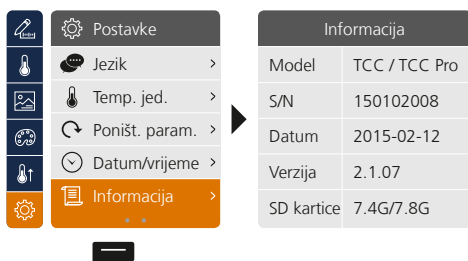 Postavke
Jezik
Temp. jed.
Poništ. param.
Datum/vrijeme
Informacija
Informacija
Model TCC / TCC Pro
S/N 150102008
Datum 2015-02-12
Verzija 2.1.07
SD kartice 7.4G/7.8G